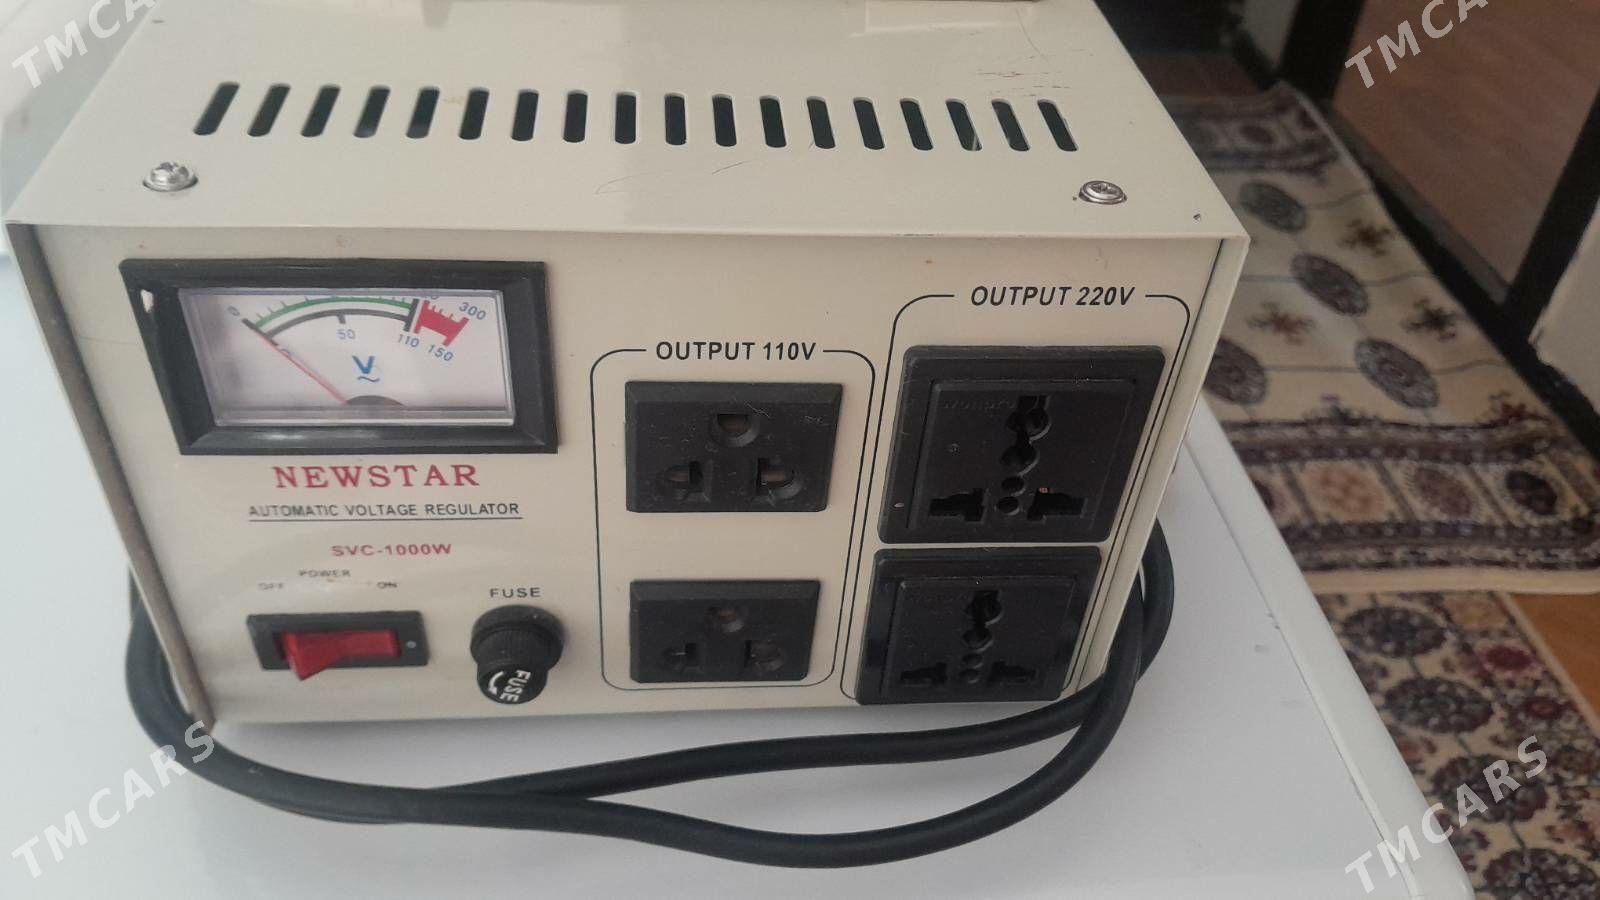 TMCARS
TMCARS
OUTPUT 220V
OUTPUT 110V
0
300
50
110
150
V
NEWSTAR
AUTOMATIC VOLTAGE REGULATOR
SVC-1000W
POWER
OFF
ON
FUSE
FUSE
TMCARS
TMCARS